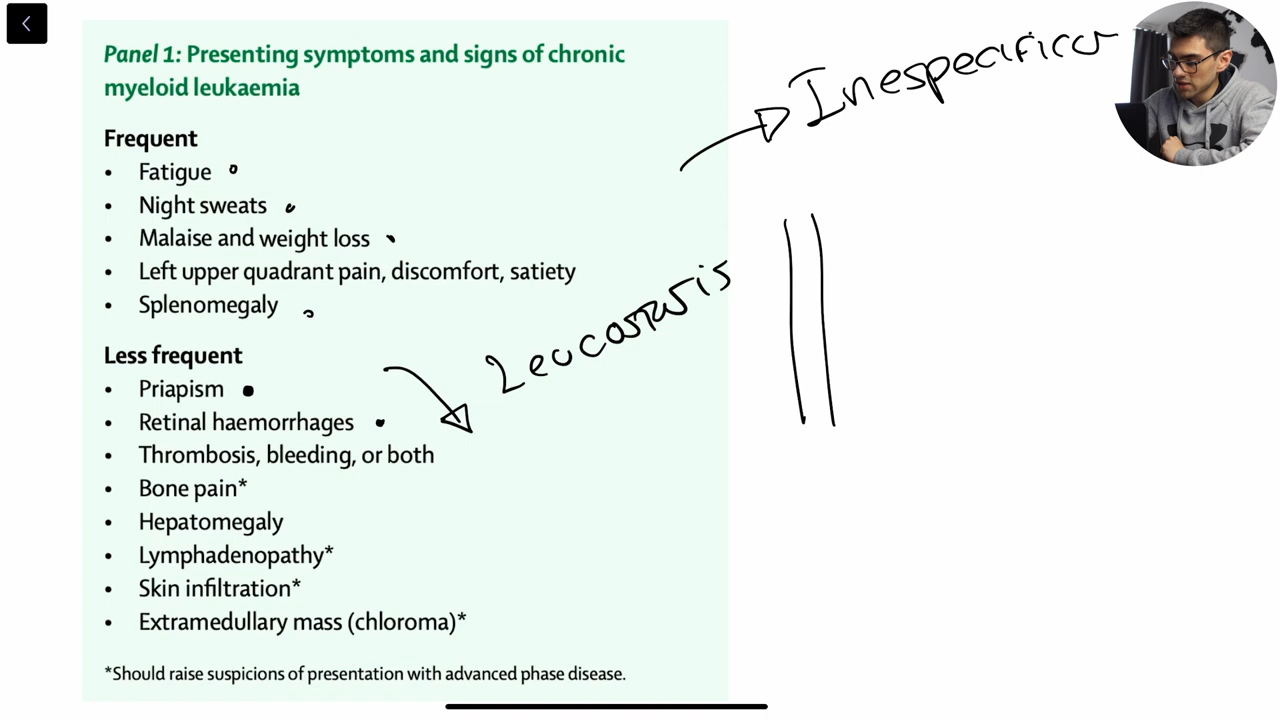 Panel 1: Presenting symptoms and signs of chronic
myeloid leukaemia
Inespecifica
Frequent
• Fatigue
• Night sweats
• Malaise and weight loss
• Left upper quadrant pain, discomfort, satiety
• Splenomegaly
Leucostasis
Less frequent
• Priapism
• Retinal haemorrhages
• Thrombosis, bleeding, or both
• Bone pain*
• Hepatomegaly
• Lymphadenopathy*
• Skin infiltration*
• Extramedullary mass (chloroma)*
*Should raise suspicions of presentation with advanced phase disease.